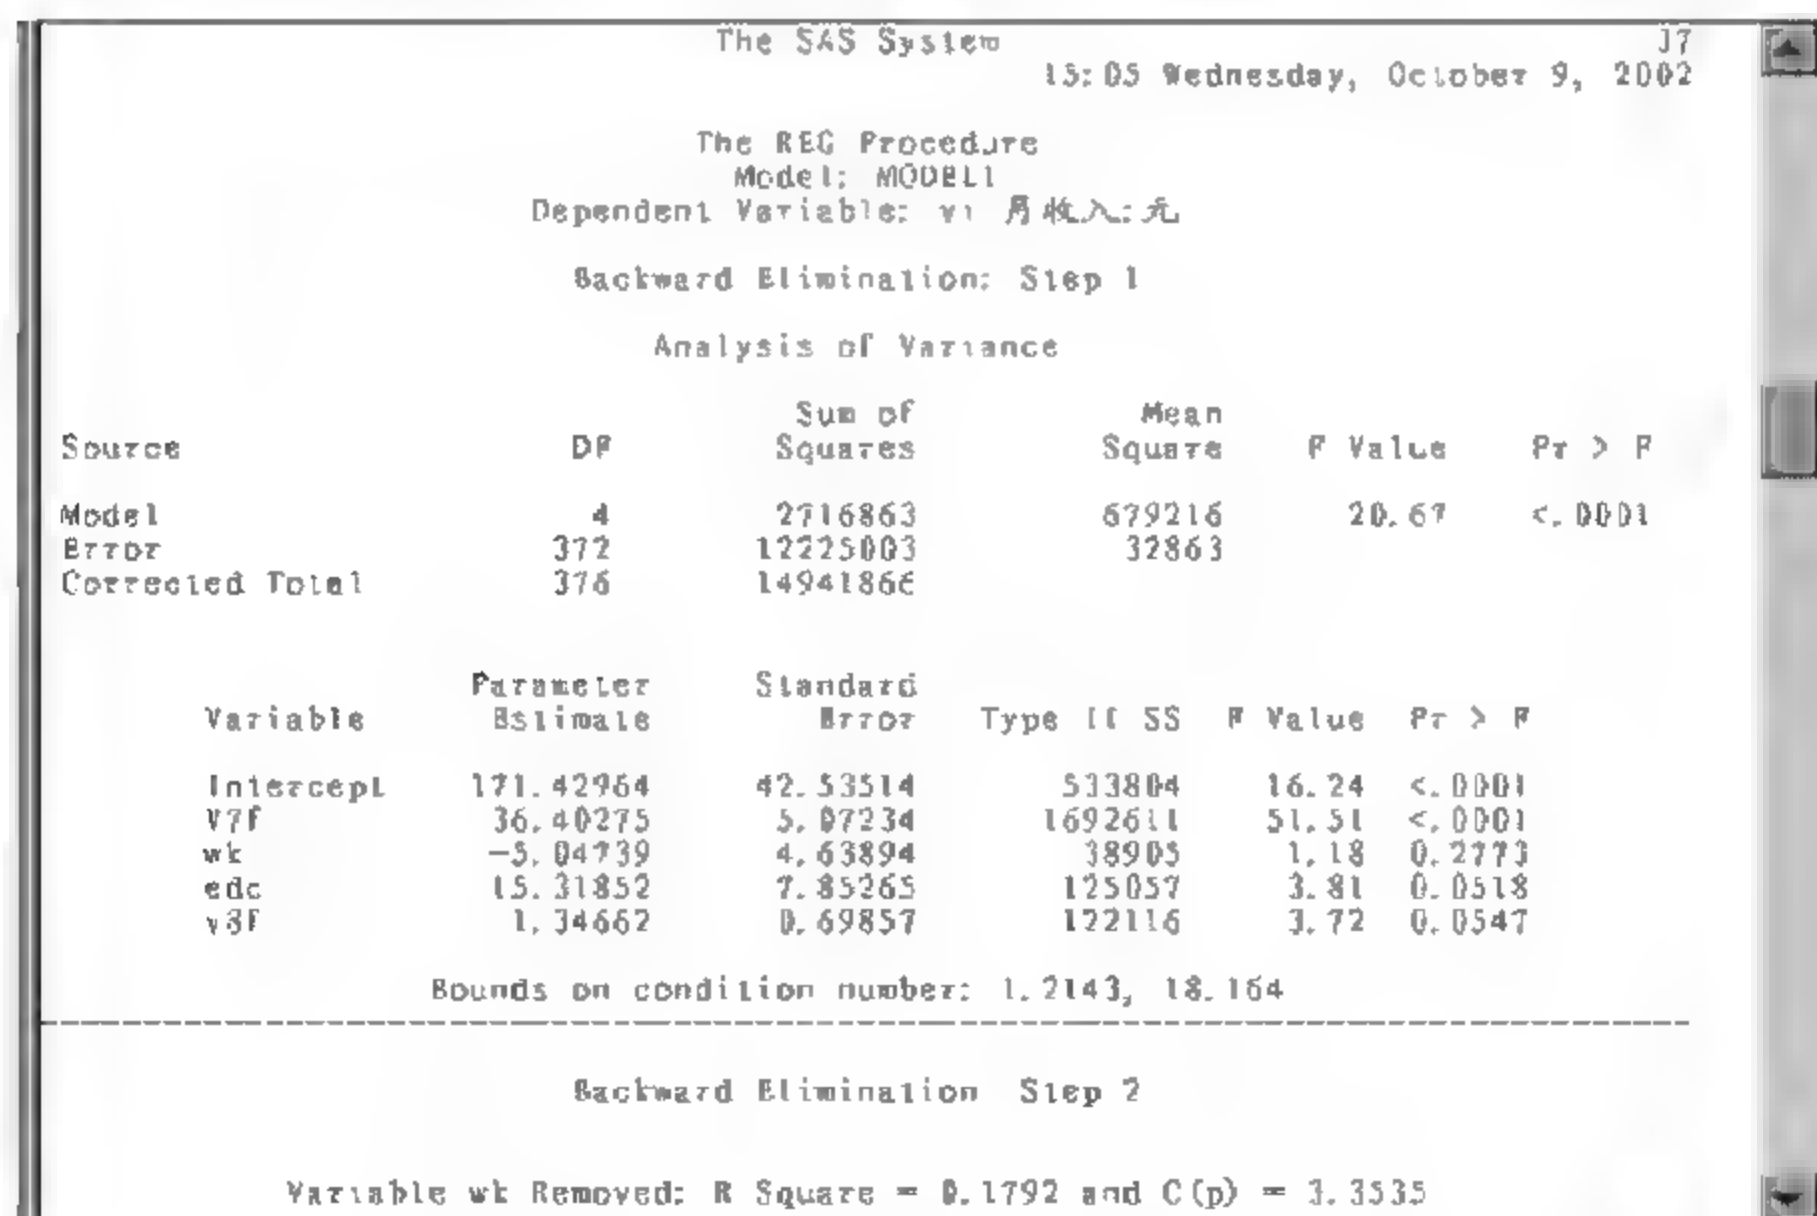 The SAS System 37
15:05 Wednesday, October 9, 2002
The REG Procedure
Model: MODEL1
Dependent Variable: 月收入:元
Backward Elimination: Step 1
Analysis of Variance
Sum of Mean
Source DF Squares Square F Value Pr > F
Model 4 2716863 679216 20.67 <.0001
Error 372 12225003 32863
Corrected Total 376 14941866
Parameter Standard
Variable Estimate Error Type II SS F Value Pr > F
Intercept 171.42964 42.53514 533804 16.24 <.0001
V7f 36.40275 5.07234 1692611 51.51 <.0001
wk -5.04739 4.63894 38905 1.18 0.2773
edc 15.31852 7.85265 125057 3.81 0.0518
1.34662 0.69857 122116 3.72 0.0547
Bounds on condition number: 1.2143, 18.164
Backward Elimination Step 2
Variable wk Removed: R Square = 0.1792 and C(p) = 3.3535